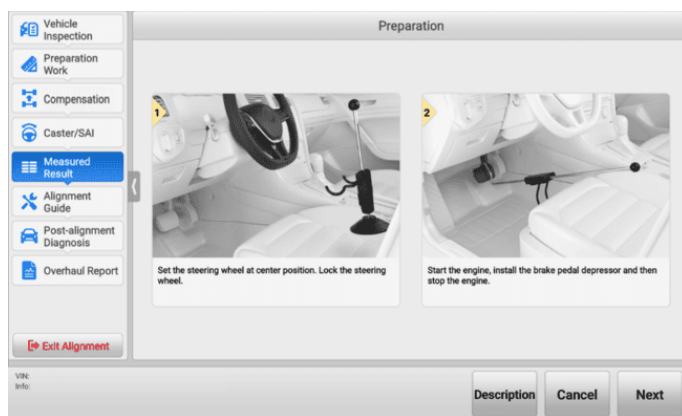 Vehicle
Inspection
Preparation
Work
Compensation
Caster/SAI
Measured
Result
Alignment
Guide
Post-alignment
Diagnosis
Overhaul Report
Exit Alignment
Preparation
1
Set the steering wheel at center position. Lock the steering
wheel.
2
Start the engine, install the brake pedal depressor and then
stop the engine.
VIN:
Info:
Description
Cancel
Next